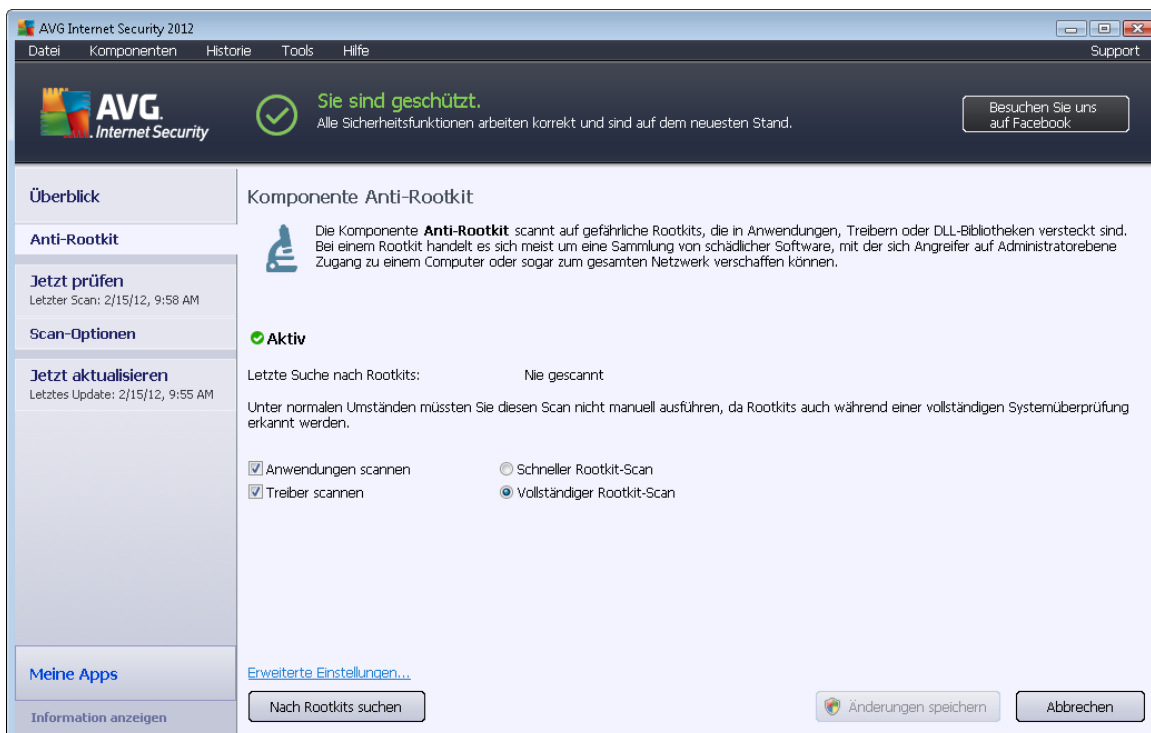 AVG Internet Security 2012
Datei Komponenten Historie Tools Hilfe Support
AVG.
Internet Security
Sie sind geschützt.
Alle Sicherheitsfunktionen arbeiten korrekt und sind auf dem neuesten Stand.
Besuchen Sie uns
auf Facebook
Überblick
Anti-Rootkit
Jetzt prüfen
Letzter Scan: 2/15/12, 9:58 AM
Scan-Optionen
Jetzt aktualisieren
Letztes Update: 2/15/12, 9:55 AM
Meine Apps
Information anzeigen
Komponente Anti-Rootkit
Die Komponente Anti-Rootkit scannt auf gefährliche Rootkits, die in Anwendungen, Treibern oder DLL-Bibliotheken versteckt sind.
Bei einem Rootkit handelt es sich meist um eine Sammlung von schädlicher Software, mit der sich Angreifer auf Administratorebene
Zugang zu einem Computer oder sogar zum gesamten Netzwerk verschaffen können.
Aktiv
Letzte Suche nach Rootkits: Nie gescannt
Unter normalen Umständen müssten Sie diesen Scan nicht manuell ausführen, da Rootkits auch während einer vollständigen Systemüberprüfung
erkannt werden.
Anwendungen scannen Schneller Rootkit-Scan
Treiber scannen Vollständiger Rootkit-Scan
Erweiterte Einstellungen...
Nach Rootkits suchen Änderungen speichern Abbrechen